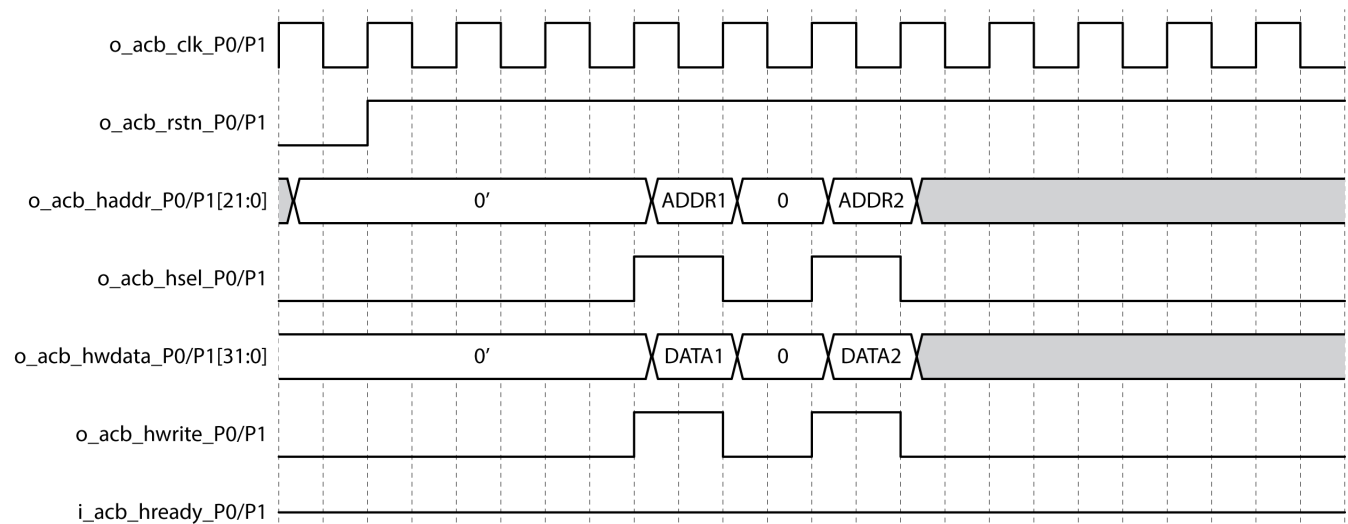 o_acb_clk_P0/P1
o_acb_rstn_P0/P1
o_acb_haddr_P0/P1[21:0] 0’ ADDR1 0 ADDR2
o_acb_hsel_P0/P1
o_acb_hwdata_P0/P1[31:0] 0’ DATA1 0 DATA2
o_acb_hwrite_P0/P1
i_acb_hready_P0/P1